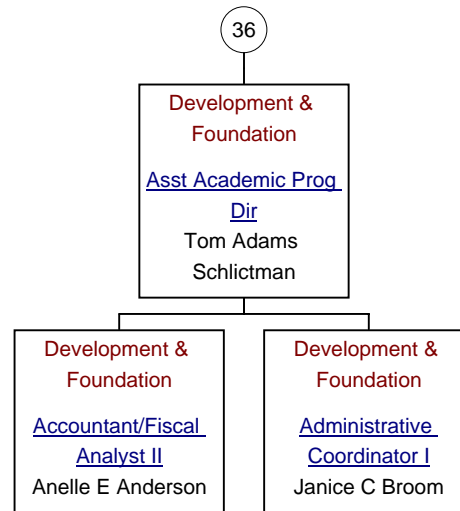 36
Development &
Foundation
Asst Academic Prog
Dir
Tom Adams
Schlictman
Development &
Foundation
Accountant/Fiscal
Analyst II
Anelle E Anderson
Development &
Foundation
Administrative
Coordinator I
Janice C Broom